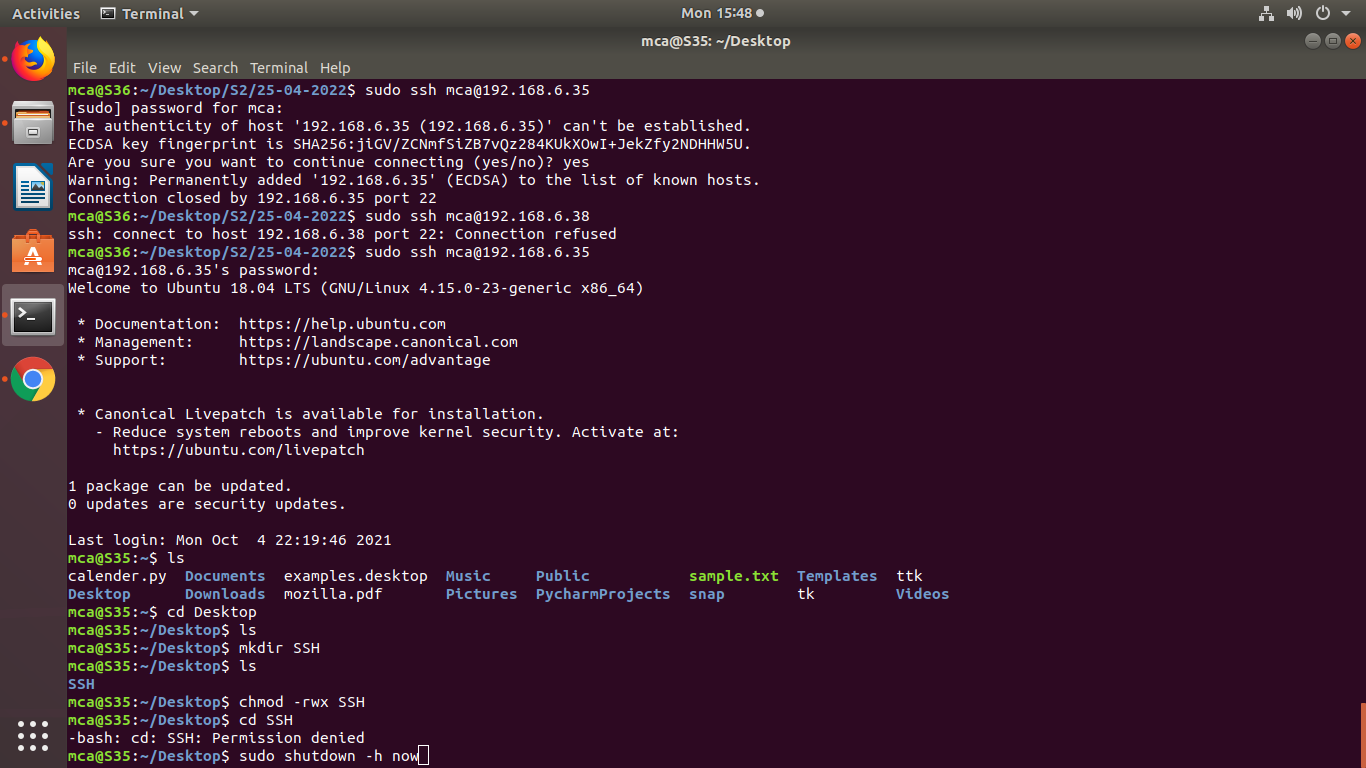 Activities Terminal Mon 15:48
mca@S35: ~/Desktop
File Edit View Search Terminal Help
mca@S36:~/Desktop/S2/25-04-2022$ sudo ssh mca@192.168.6.35
[sudo] password for mca:
The authenticity of host '192.168.6.35 (192.168.6.35)' can't be established.
ECDSA key fingerprint is SHA256:jiGV/ZCNmfSiZB7vQz284KUkXOwI+JekZfy2NDHHW5U.
Are you sure you want to continue connecting (yes/no)? yes
Warning: Permanently added '192.168.6.35' (ECDSA) to the list of known hosts.
Connection closed by 192.168.6.35 port 22
mca@S36:~/Desktop/S2/25-04-2022$ sudo ssh mca@192.168.6.38
ssh: connect to host 192.168.6.38 port 22: Connection refused
mca@S36:~/Desktop/S2/25-04-2022$ sudo ssh mca@192.168.6.35
mca@192.168.6.35's password:
Welcome to Ubuntu 18.04 LTS (GNU/Linux 4.15.0-23-generic x86_64)
* Documentation:  https://help.ubuntu.com
* Management:     https://landscape.canonical.com
* Support:        https://ubuntu.com/advantage
* Canonical Livepatch is available for installation.
- Reduce system reboots and improve kernel security. Activate at:
https://ubuntu.com/livepatch
1 package can be updated.
0 updates are security updates.
Last login: Mon Oct  4 22:19:46 2021
mca@S35:~$ ls
calender.py  Documents  examples.desktop  Music     Public           sample.txt  Templates  ttk
Desktop      Downloads  mozilla.pdf       Pictures  PycharmProjects  snap        tk         Videos
mca@S35:~$ cd Desktop
mca@S35:~/Desktop$ ls
mca@S35:~/Desktop$ mkdir SSH
mca@S35:~/Desktop$ ls
SSH
mca@S35:~/Desktop$ chmod -rwx SSH
mca@S35:~/Desktop$ cd SSH
-bash: cd: SSH: Permission denied
mca@S35:~/Desktop$ sudo shutdown -h now